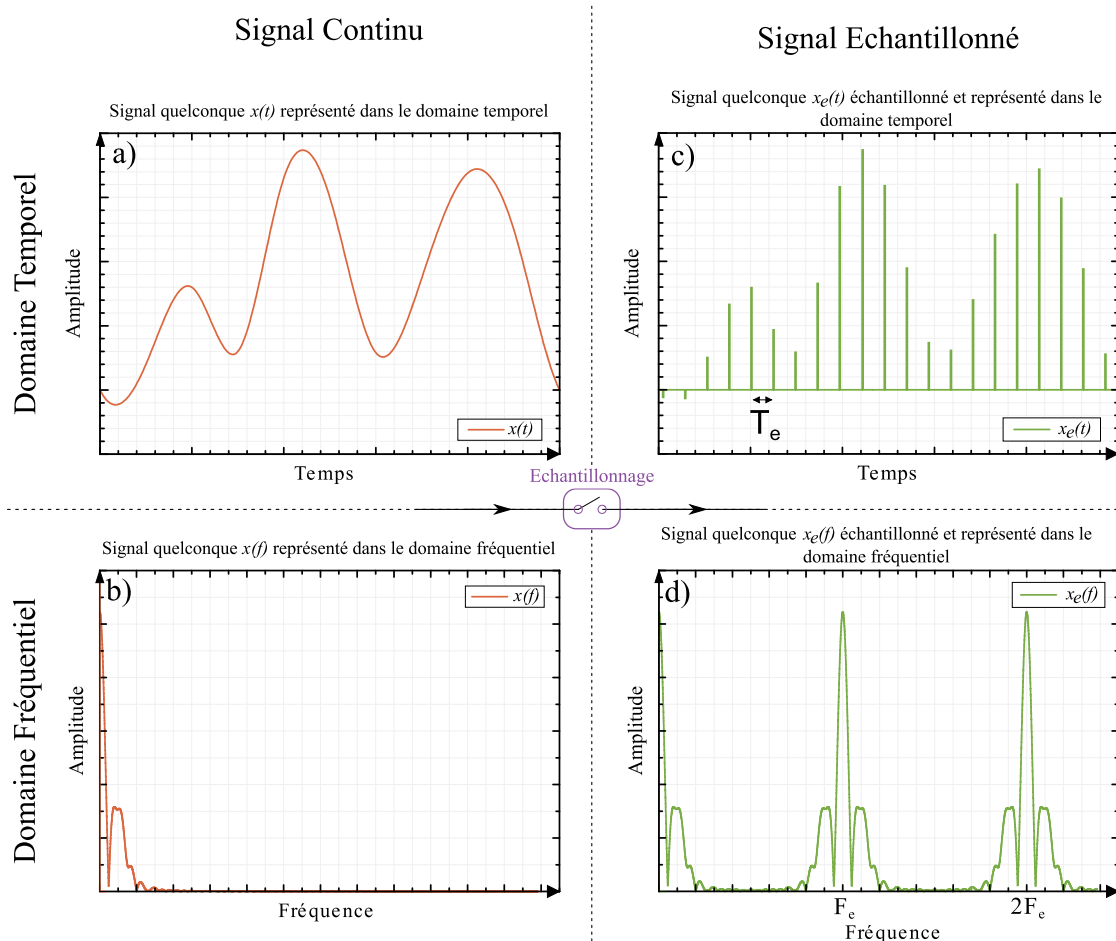 Signal Continu
Signal Echantillonné
Domaine Temporel
Signal quelconque x(t) représenté dans le domaine temporel
a)
Amplitude
x(t)
Temps
Signal quelconque xe(t) échantillonné et représenté dans le
domaine temporel
c)
Amplitude
Te
xe(t)
Temps
Echantillonnage
Domaine Fréquentiel
Signal quelconque x(f) représenté dans le domaine fréquentiel
b)
x(f)
Amplitude
Fréquence
Signal quelconque xe(f) échantillonné et représenté dans le
domaine fréquentiel
d)
xe(f)
Amplitude
Fe
2Fe
Fréquence